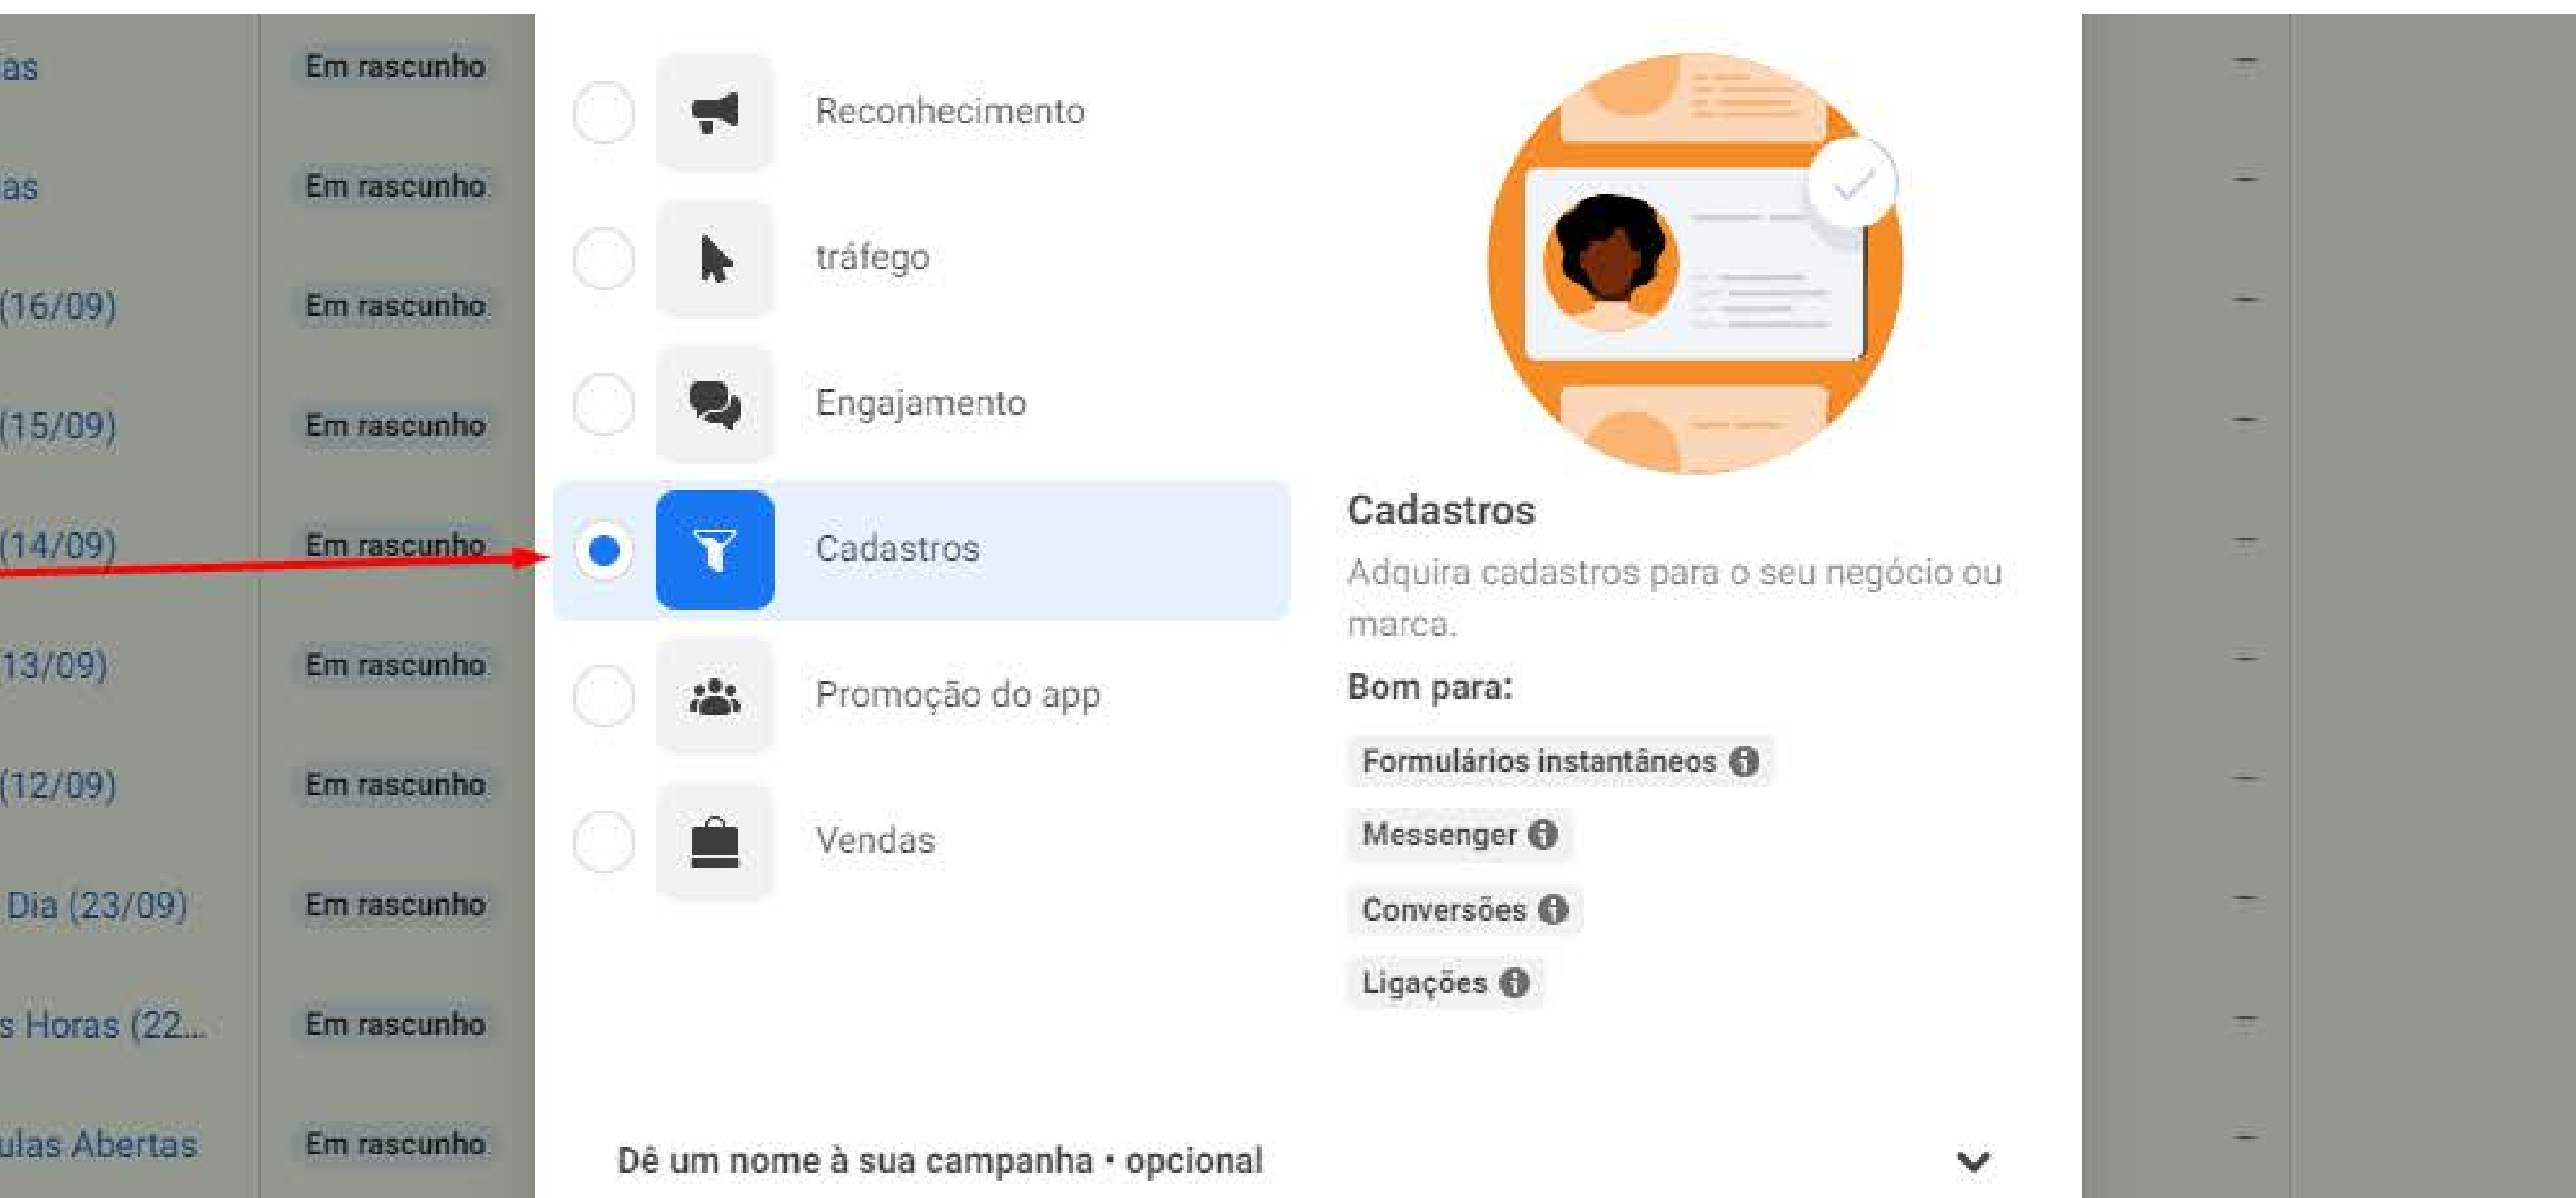 as
Em rascunho
as
Em rascunho
(16/09)
Em rascunho
(15/09)
Em rascunho
(14/09)
Em rascunho
13/09)
Em rascunho
(12/09)
Em rascunho
Dia (23/09)
Em rascunho
s Horas (22...
Em rascunho
ulas Abertas
Em rascunho
Reconhecimento
tráfego
Engajamento
Cadastros
Promoção do app
Vendas
Cadastros
Adquira cadastros para o seu negócio ou
marca.
Bom para:
Formulários instantâneos
Messenger
Conversões
Ligações
Dê um nome à sua campanha • opcional